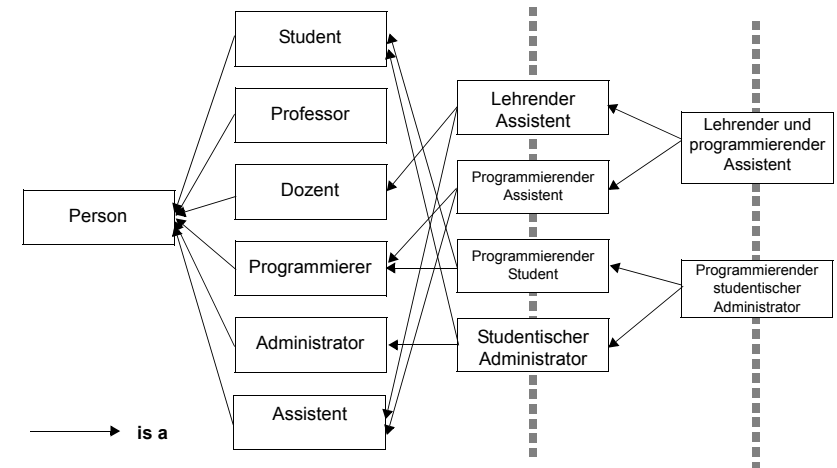 Student
Professor
Dozent
Person
Programmierer
Administrator
Assistent
is a
Lehrender
Assistent
Programmierender
Assistent
Programmierender
Student
Studentischer
Administrator
Lehrender und
programmierender
Assistent
Programmierender
studentischer
Administrator